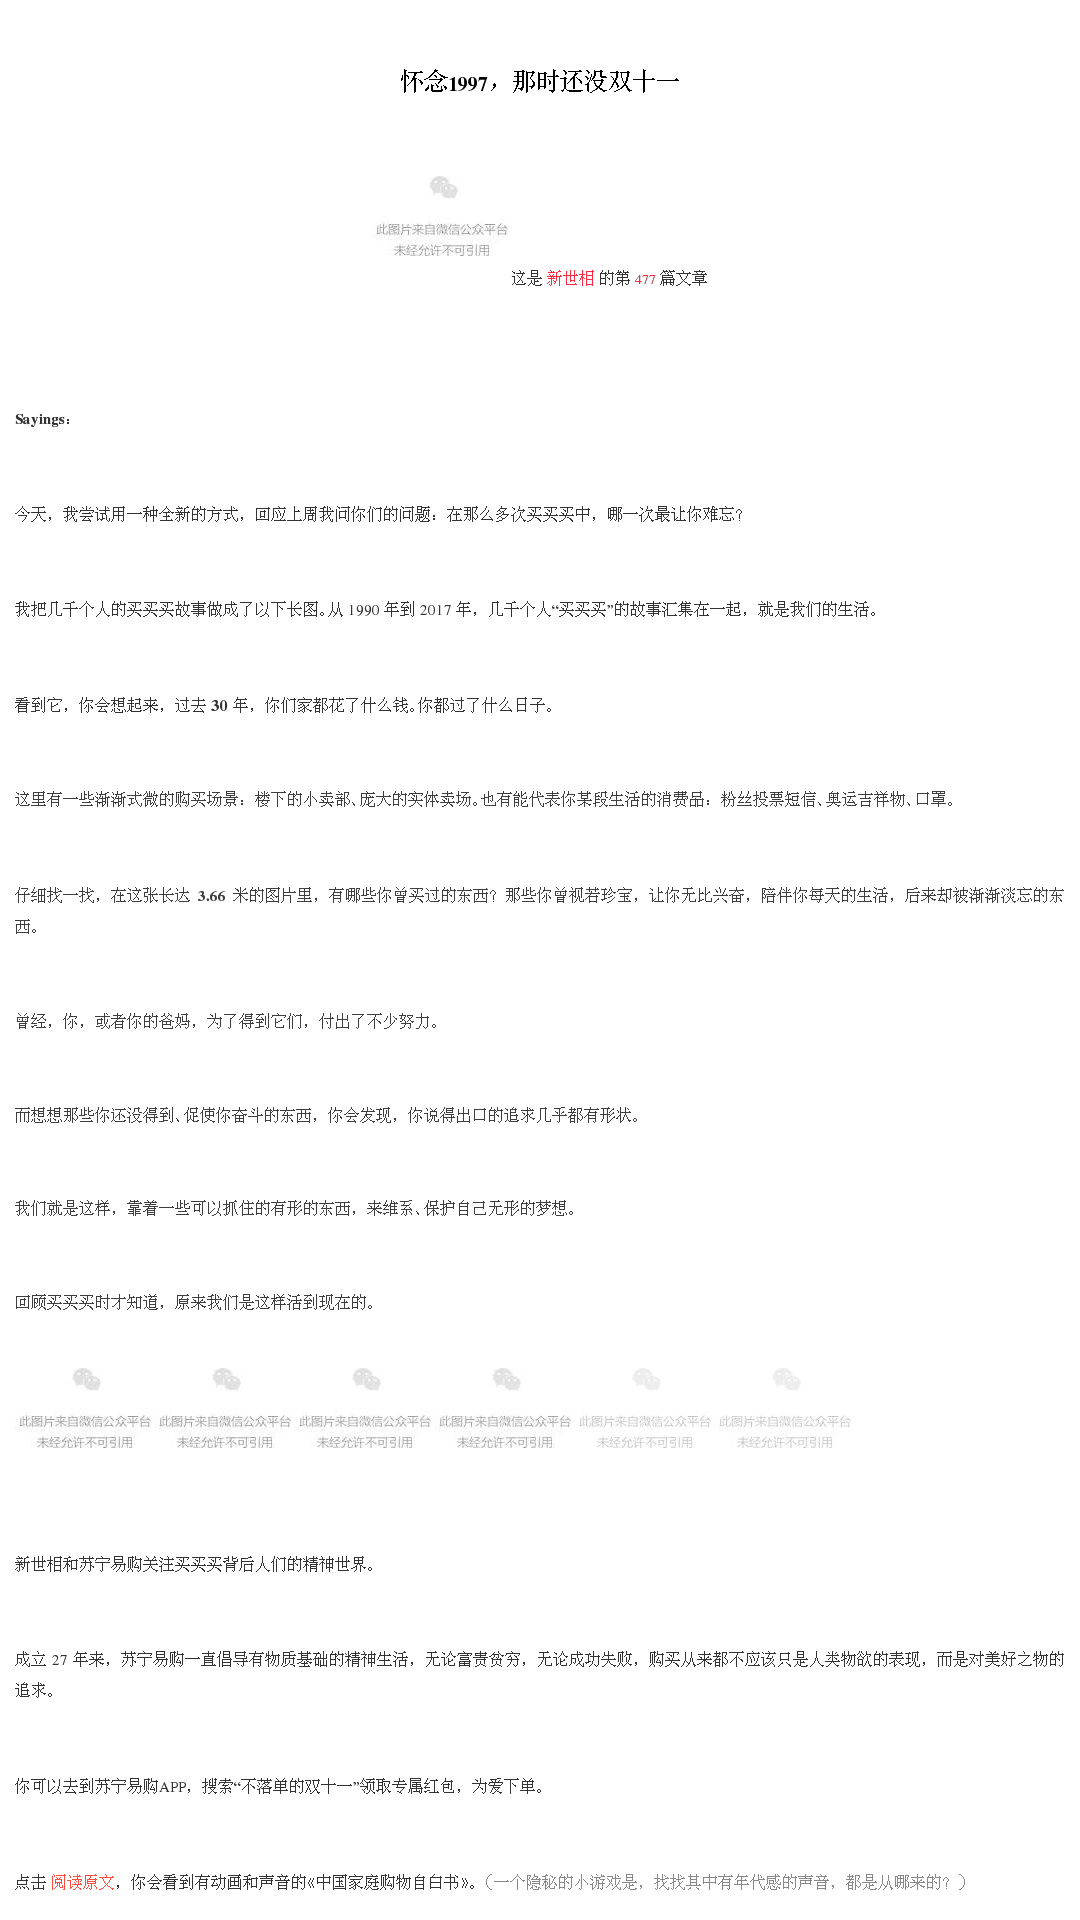 怀念1997，那时还没双十一
此图片来自微信公众平台
未经允许不可引用
这是 新世相 的第 477 篇文章
Sayings：
今天，我尝试用一种全新的方式，回应上周我问你们的问题：在那么多次买买买中，哪一次最让你难忘？
我把几千个人的买买买故事做成了以下长图。从 1990 年到 2017 年，几千个人“买买买”的故事汇集在一起，就是我们的生活。
看到它，你会想起来，过去 30 年，你们家都花了什么钱。你都过了什么日子。
这里有一些渐渐式微的购买场景：楼下的小卖部、庞大的实体卖场。也有能代表你某段生活的消费品：粉丝投票短信、奥运吉祥物、口罩。
仔细找一找，在这张长达 3.66 米的图片里，有哪些你曾买过的东西？那些你曾视若珍宝，让你无比兴奋，陪伴你每天的生活，后来却被渐渐淡忘的东
西。
曾经，你，或者你的爸妈，为了得到它们，付出了不少努力。
而想想那些你还没得到、促使你奋斗的东西，你会发现，你说得出口的追求几乎都有形状。
我们就是这样，靠着一些可以抓住的有形的东西，来维系、保护自己无形的梦想。
回顾买买买时才知道，原来我们是这样活到现在的。
此图片来自微信公众平台 此图片来自微信公众平台 此图片来自微信公众平台 此图片来自微信公众平台 此图片来自微信公众平台 此图片来自微信公众平台
未经允许不可引用 未经允许不可引用 未经允许不可引用 未经允许不可引用 未经允许不可引用 未经允许不可引用
新世相和苏宁易购关注买买买背后人们的精神世界。
成立 27 年来，苏宁易购一直倡导有物质基础的精神生活，无论富贵贫穷，无论成功失败，购买从来都不应该只是人类物欲的表现，而是对美好之物的
追求。
你可以去到苏宁易购APP，搜索“不落单的双十一”领取专属红包，为爱下单。
点击 阅读原文，你会看到有动画和声音的《中国家庭购物自白书》。（一个隐秘的小游戏是，找找其中有年代感的声音，都是从哪来的？）